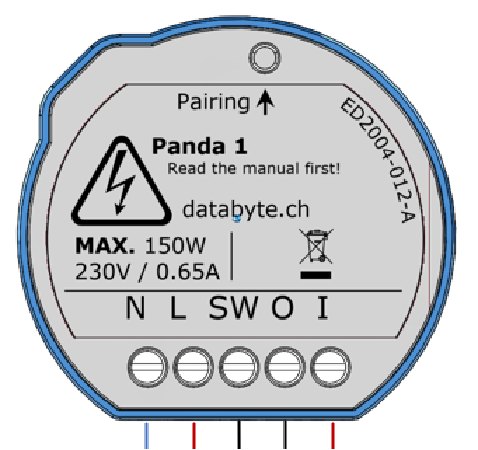 Pairing
ED2004-012-A
Panda 1
Read the manual first!
databyte.ch
MAX. 150W
230V / 0.65A
N L SW O I